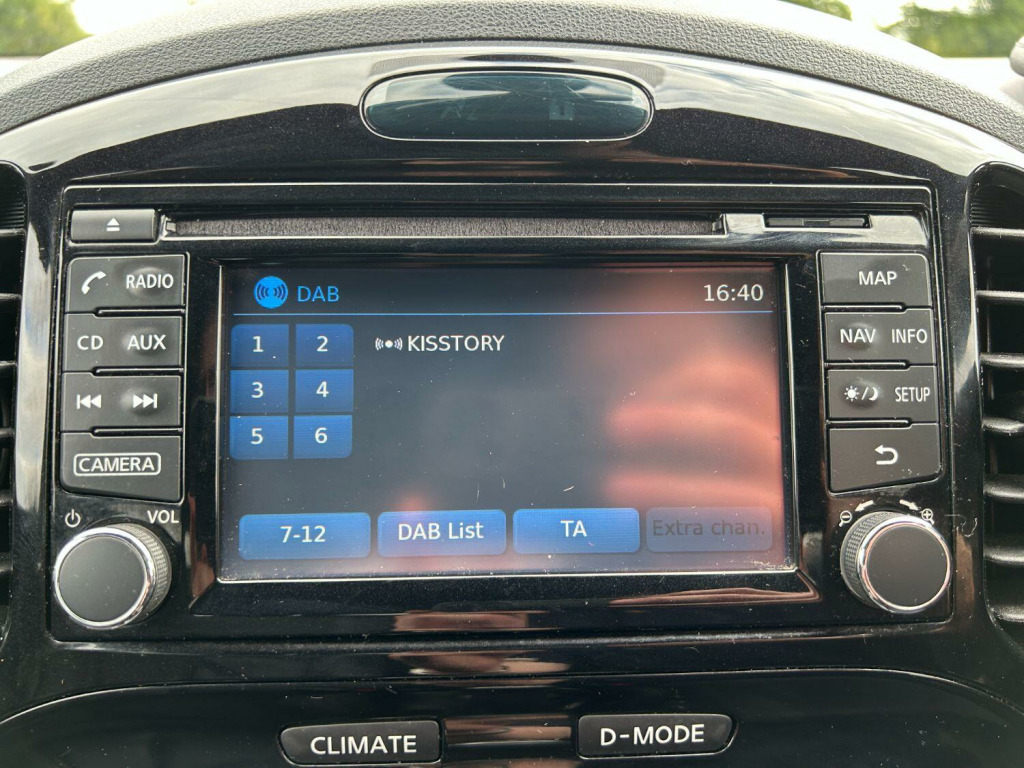 RADIO
CD AUX
CAMERA
VOL
DAB 16:40
1 2
3 4
5 6
KISSTORY
7-12 DAB List TA Extra chan.
MAP
NAV INFO
SETUP
CLIMATE D-MODE